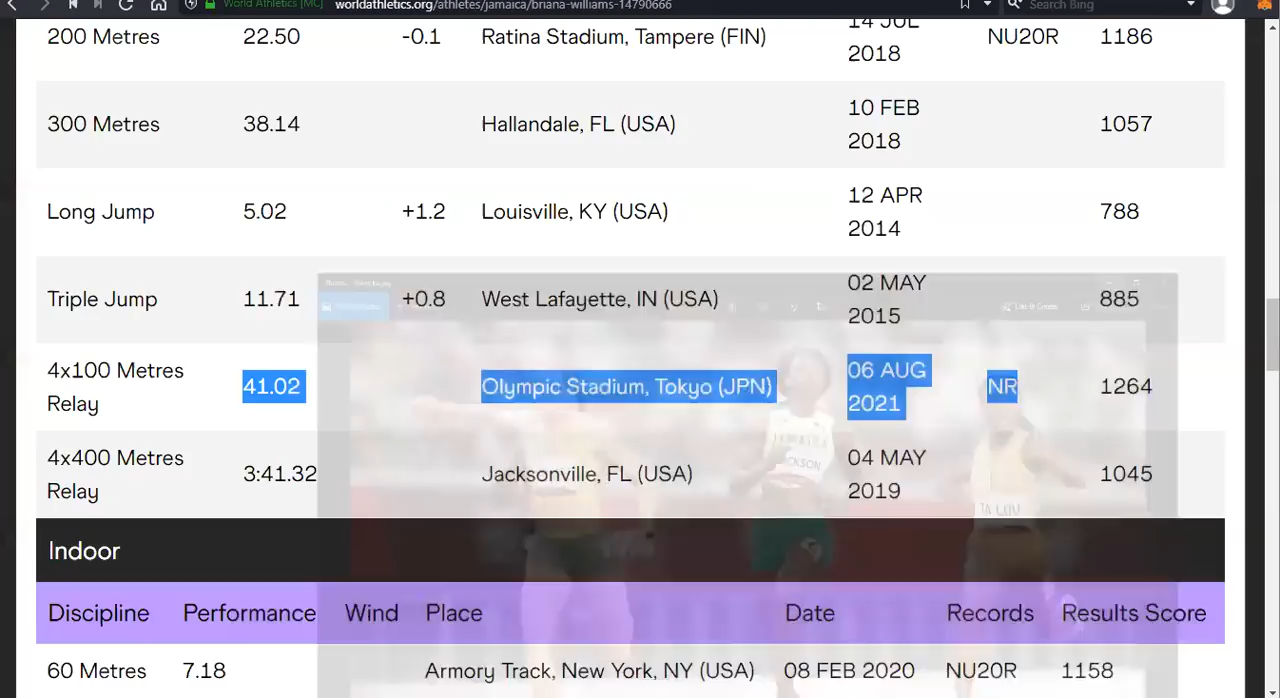 World Athletics [MC] worldathletics.org/athletes/jamaica/briana-williams-14790666 Search Bing
200 Metres 22.50 -0.1 Ratina Stadium, Tampere (FIN) 14 JUL 2018 NU20R 1186
300 Metres 38.14 Hallandale, FL (USA) 10 FEB 2018 1057
Long Jump 5.02 +1.2 Louisville, KY (USA) 12 APR 2014 788
Triple Jump 11.71 +0.8 West Lafayette, IN (USA) 02 MAY 2015 885
4x100 Metres Relay 41.02 Olympic Stadium, Tokyo (JPN) 06 AUG 2021 NR 1264
4x400 Metres Relay 3:41.32 Jacksonville, FL (USA) 04 MAY 2019 1045
JAMAICA
JACKSON
TA LOU
Indoor
Discipline Performance Wind Place Date Records Results Score
60 Metres 7.18 Armory Track, New York, NY (USA) 08 FEB 2020 NU20R 1158